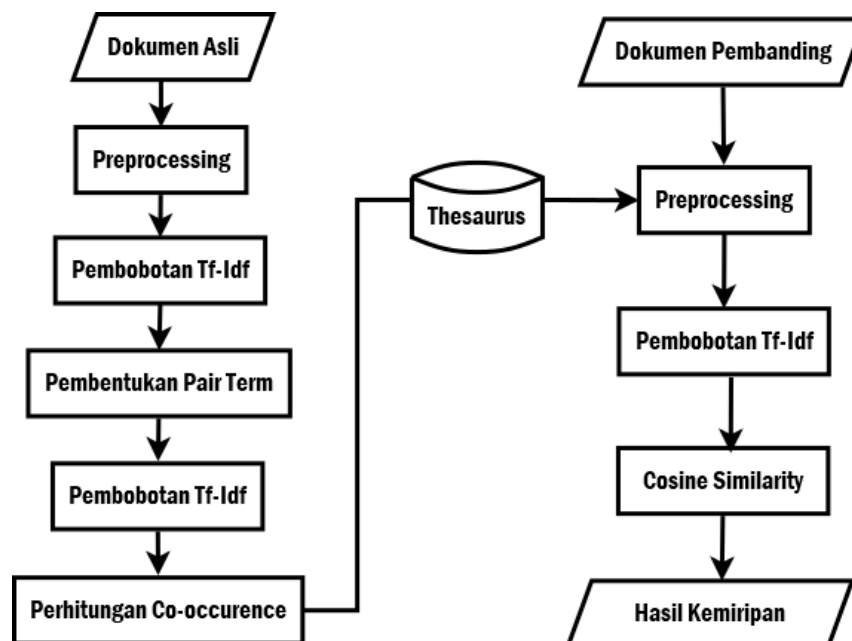 Dokumen Asli
Preprocessing
Pembobotan Tf-Idf
Pembentukan Pair Term
Pembobotan Tf-Idf
Perhitungan Co-occurence
Thesaurus
Dokumen Pembanding
Preprocessing
Pembobotan Tf-Idf
Cosine Similarity
Hasil Kemiripan